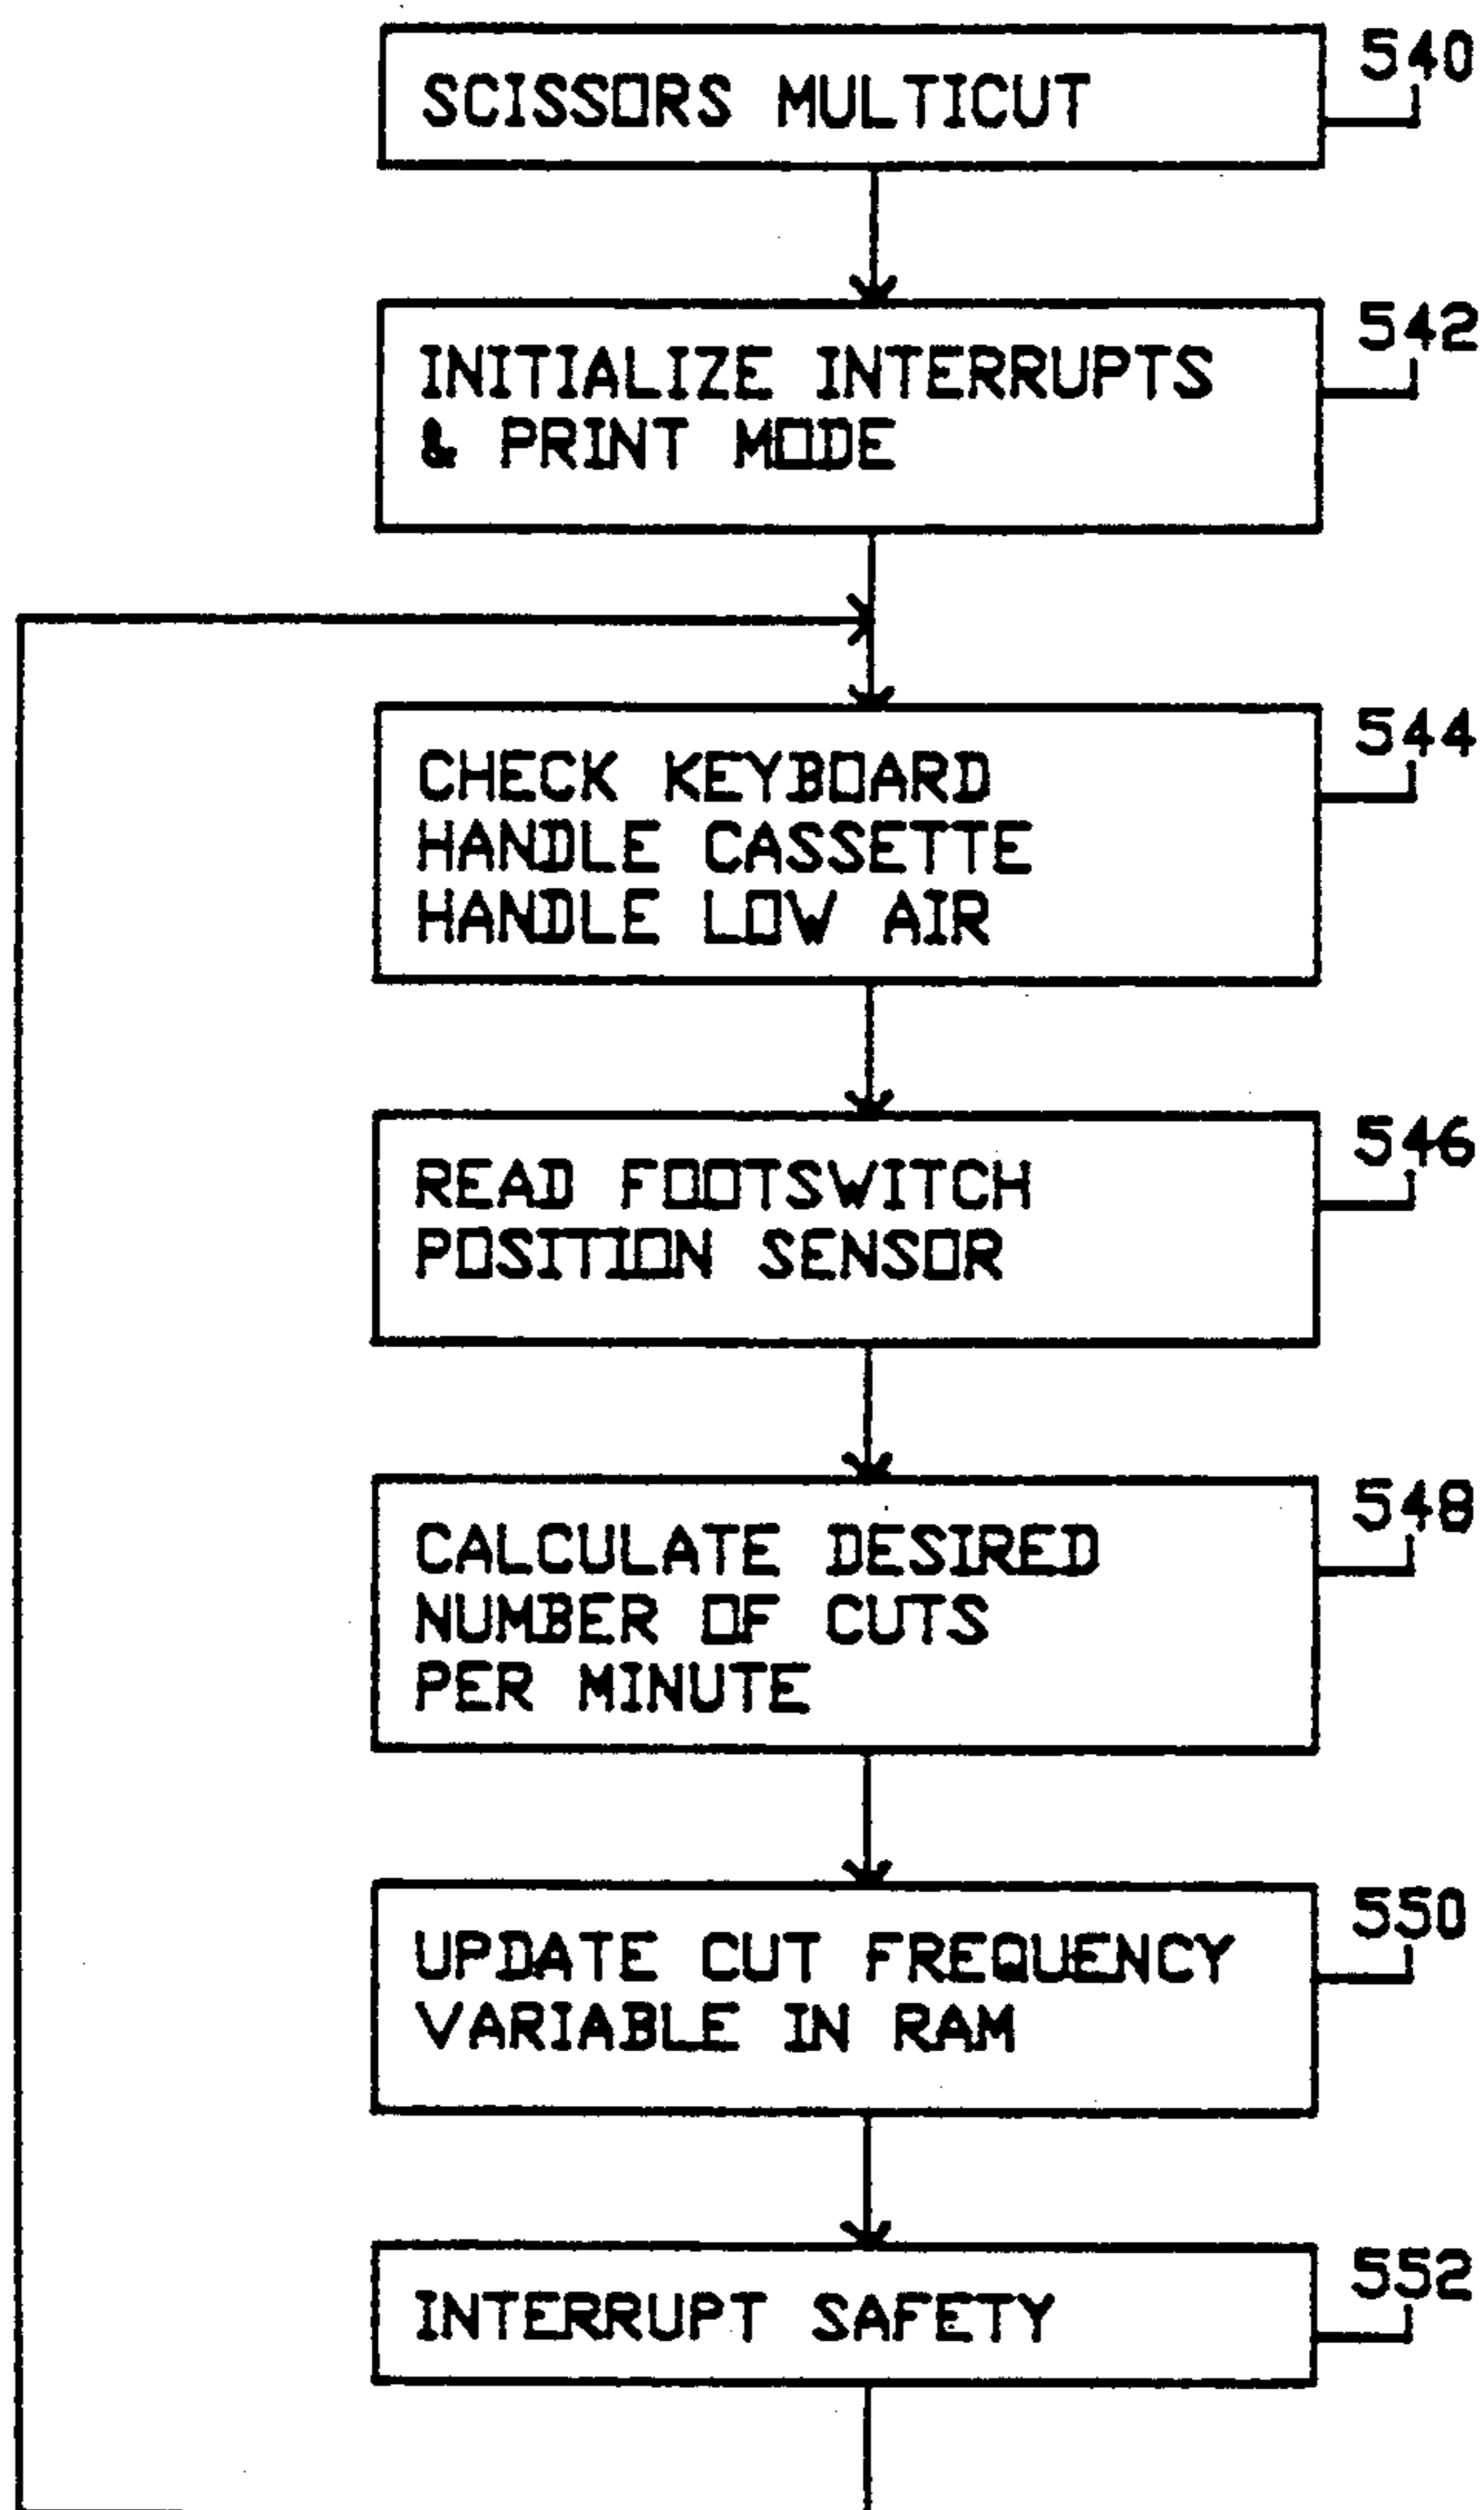 SCISSORS MULTICUT
540
INITIALIZE INTERRUPTS
& PRINT MODE
542
CHECK KEYBOARD
HANDLE CASSETTE
HANDLE LOW AIR
544
READ FOOTSWITCH
POSITION SENSOR
546
CALCULATE DESIRED
NUMBER OF CUTS
PER MINUTE
548
UPDATE CUT FREQUENCY
VARIABLE IN RAM
550
INTERRUPT SAFETY
552